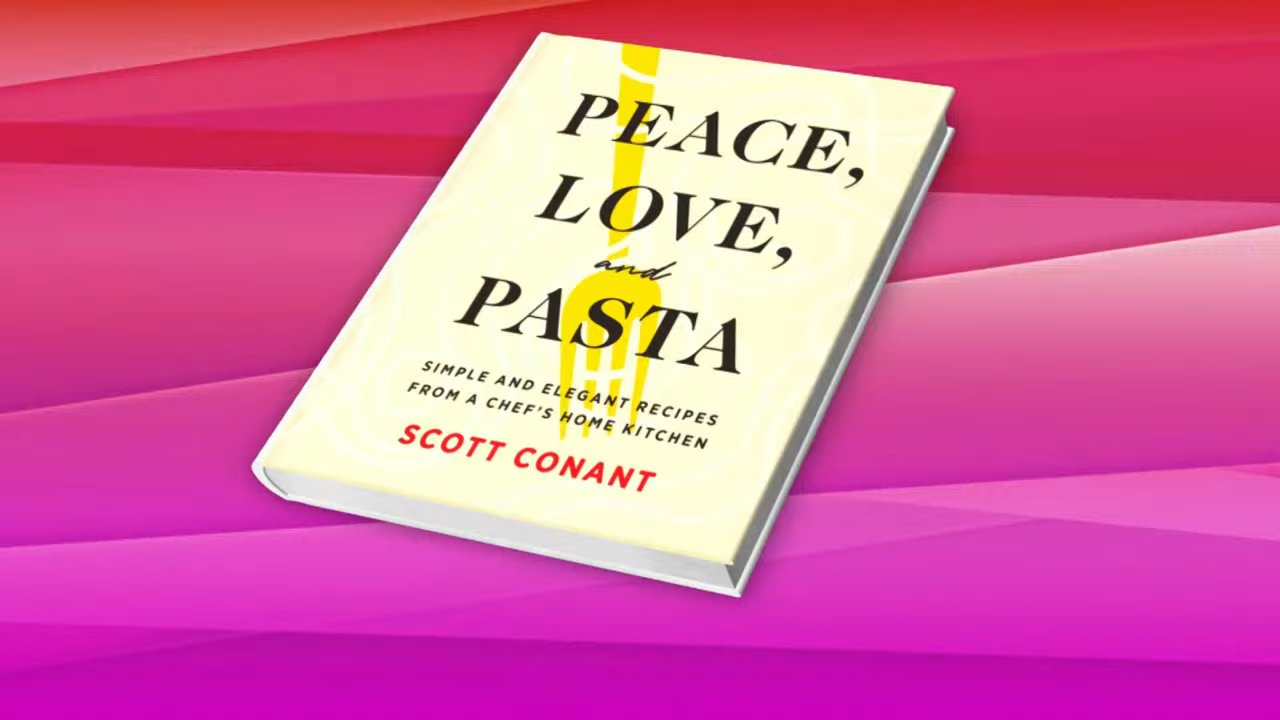 PEACE,
LOVE,
and
PASTA
SIMPLE AND ELEGANT RECIPES
FROM A CHEF'S HOME KITCHEN
SCOTT CONANT